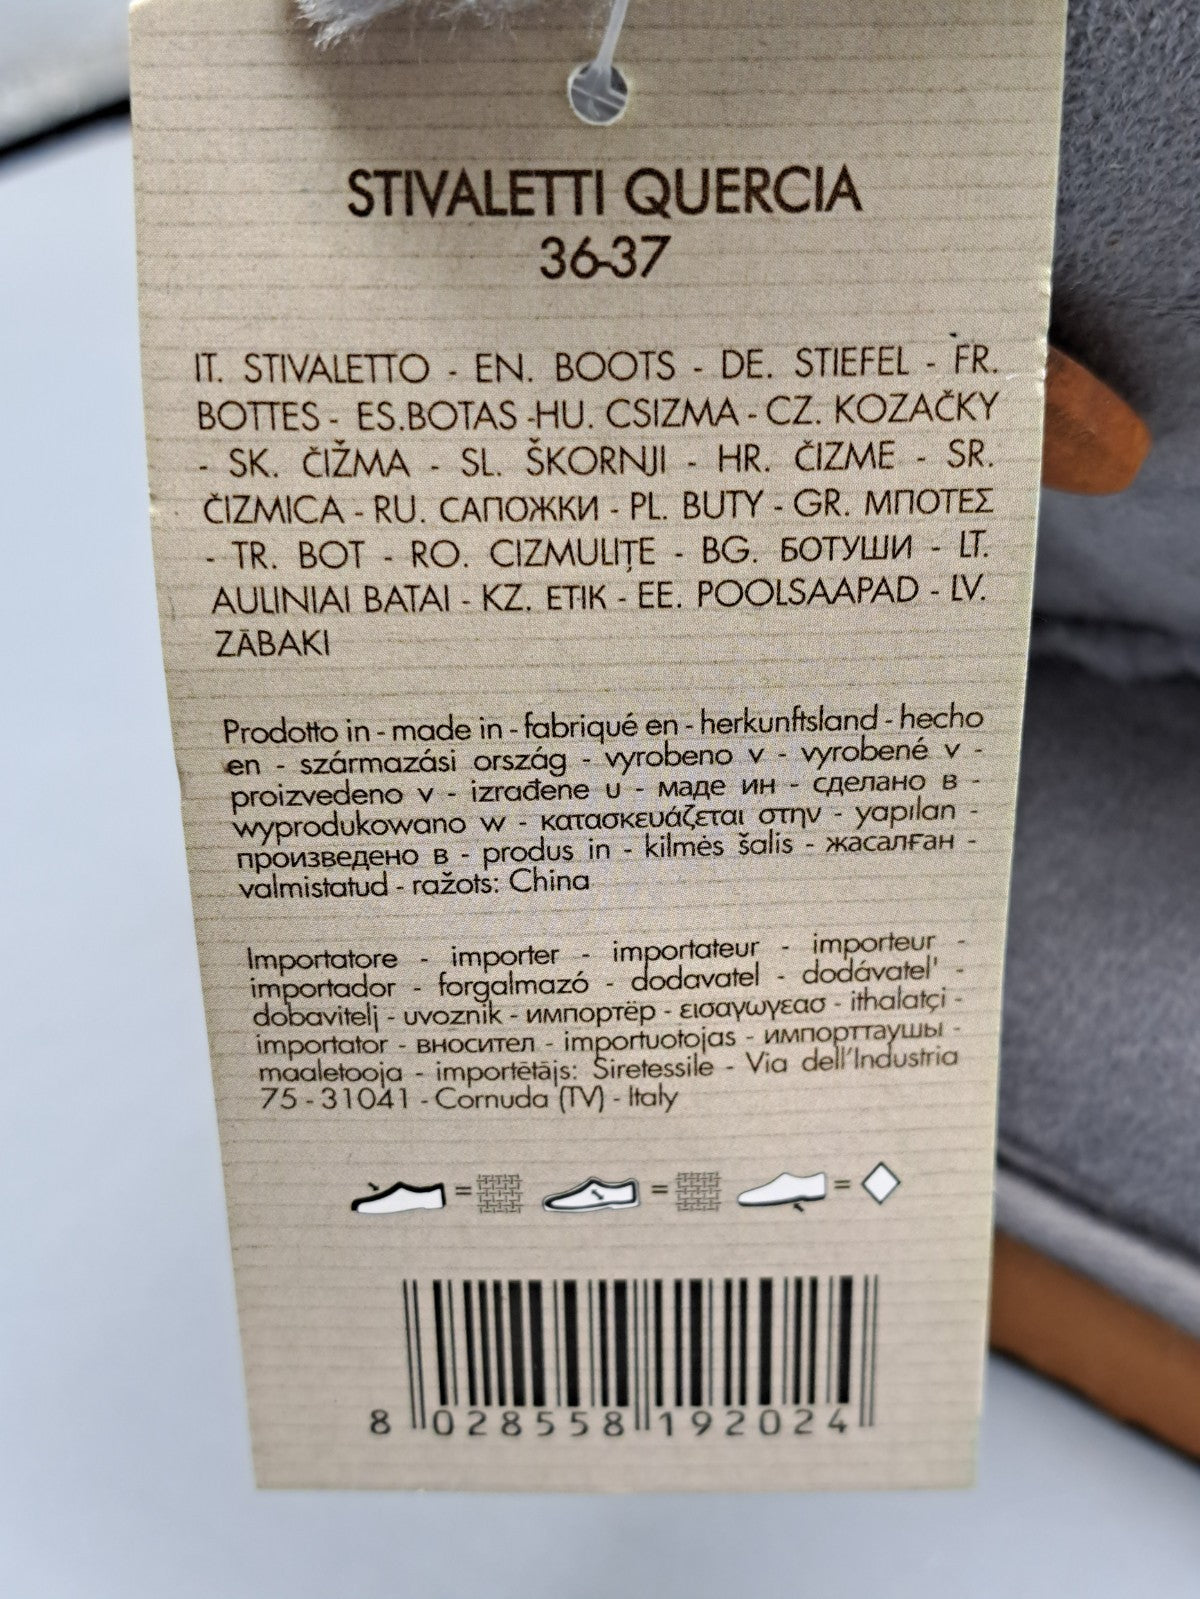 STIVALETTI QUERCIA
36-37
IT. STIVALETTO - EN. BOOTS - DE. STIEFEL - FR.
BOTTES - ES.BOTAS -HU. CSIZMA - CZ. KOZAČKY
- SK. ČIŽMA - SL. ŠKORNJI - HR. ČIZME - SR.
ČIZMICA - RU. САПОЖКИ - PL. BUTY - GR. ΜΠΟΤΕΣ
- TR. BOT - RO. CIZMULIȚE - BG. БОТУШИ - LT.
AULINIAI BATAI - KZ. ETIK - EE. POOLSAAPAD - LV.
ZĀBAKI
Prodotto in - made in - fabriqué en - herkunftsland - hecho
en - származási ország - vyrobeno v - vyrobené v -
proizvedeno v - izrađene u - маде ин - сделано в -
wyprodukowano w - κατασκευάζεται στην - yapılan -
произведено в - produs in - kilmės šalis - жасалған -
valmistatud - ražots: China
Importatore - importer - importateur - importeur -
importador - forgalmazó - dodavatel - dodávatel' -
dobavitelj - uvoznik - импортёр - εισαγωγεασ - ithalatçi -
importator - вносител - importuotojas - импорттаушы -
maaletooja - importētājs: Siretessile - Via dell'Industria
75 - 31041 - Cornuda (TV) - Italy
= = =
8 028558 192024